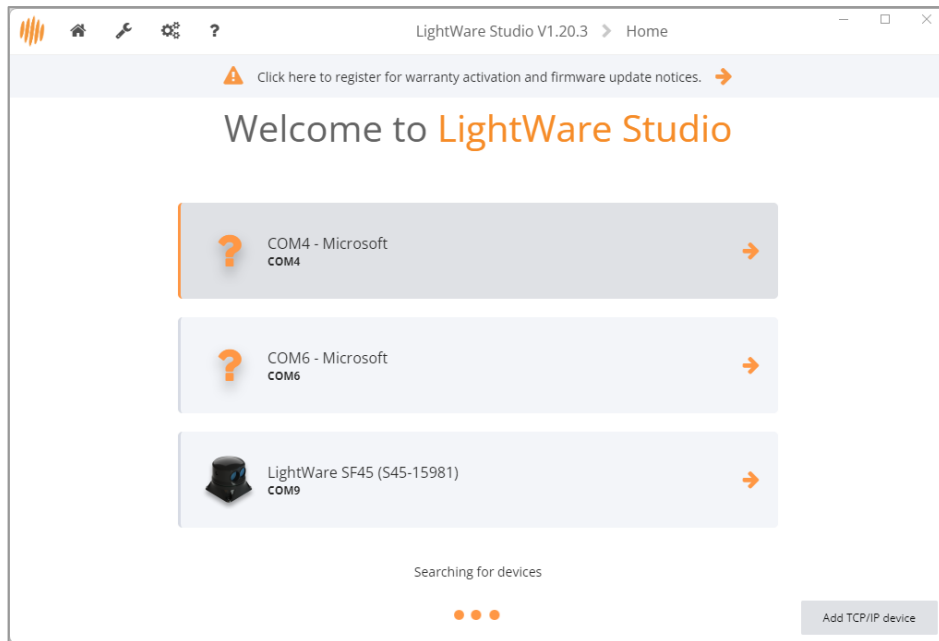 LightWare Studio V1.20.3 > Home
Click here to register for warranty activation and firmware update notices.
Welcome to LightWare Studio
COM4 - Microsoft
COM4
COM6 - Microsoft
COM6
LightWare SF45 (S45-15981)
COM9
Searching for devices
Add TCP/IP device